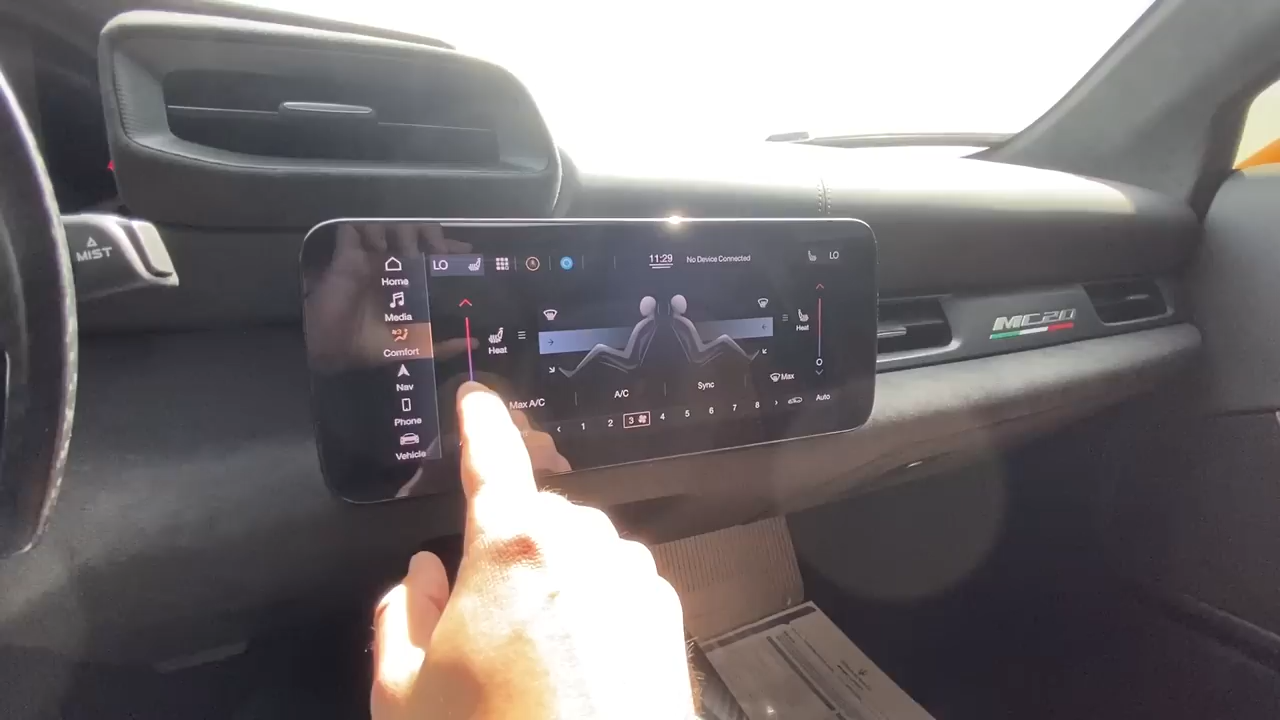 MIST
Home
Media
Comfort
Nav
Phone
Vehicle
LO
11:29
No Device Connected
LO
Heat
Heat
Max A/C
A/C
Sync
Max
1 2 3 4 5 6 7 8
Auto
MC20